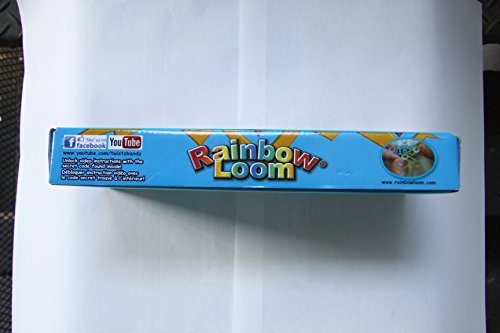 "Like" us on
facebook
YouTube
www.youtube.com/twistzbandz
Unlock video instructions with the
secret code found inside!
Débloquer instruction vidéo avec
le code secret trouvé à l'intérieur!
Rainbow
Loom®
www.rainbowloom.com